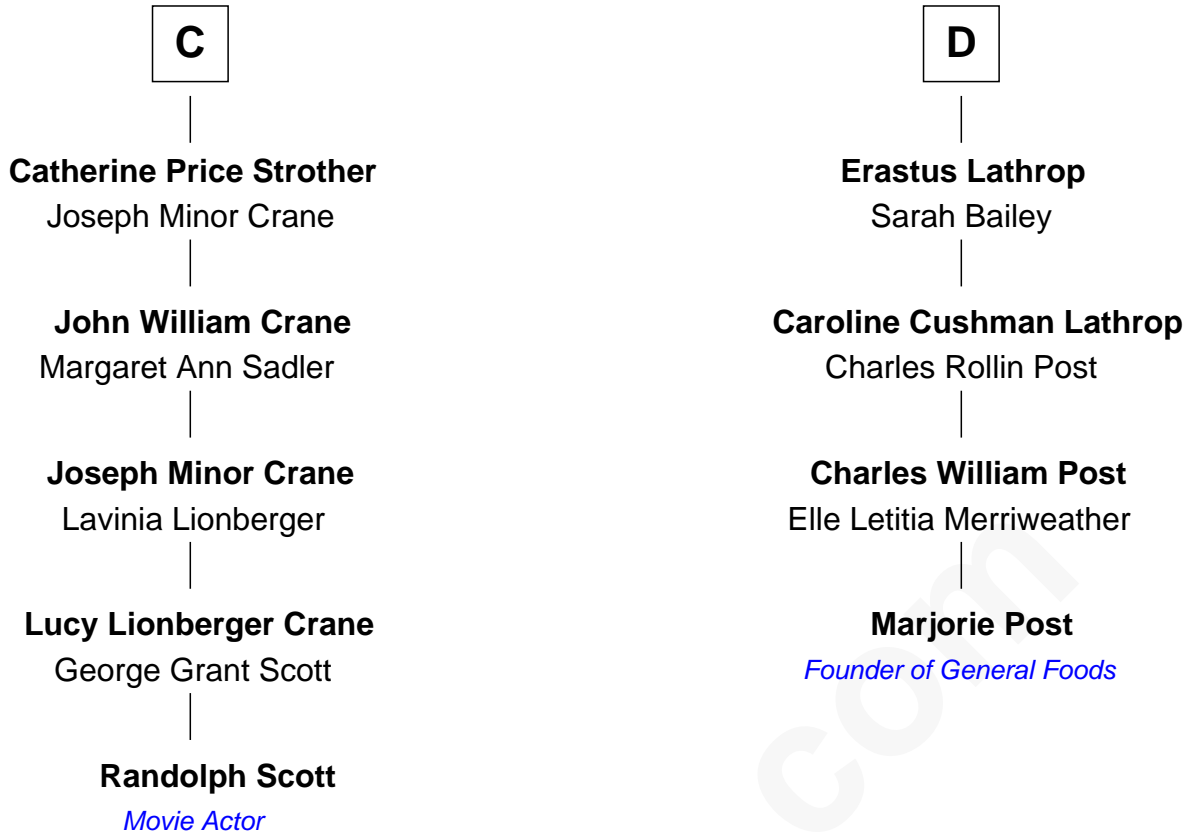 C
Catherine Price Strother
Joseph Minor Crane
John William Crane
Margaret Ann Sadler
Joseph Minor Crane
Lavinia Lionberger
Lucy Lionberger Crane
George Grant Scott
Randolph Scott
Movie Actor
D
Erastus Lathrop
Sarah Bailey
Caroline Cushman Lathrop
Charles Rollin Post
Charles William Post
Elle Letitia Merriweather
Marjorie Post
Founder of General Foods
com